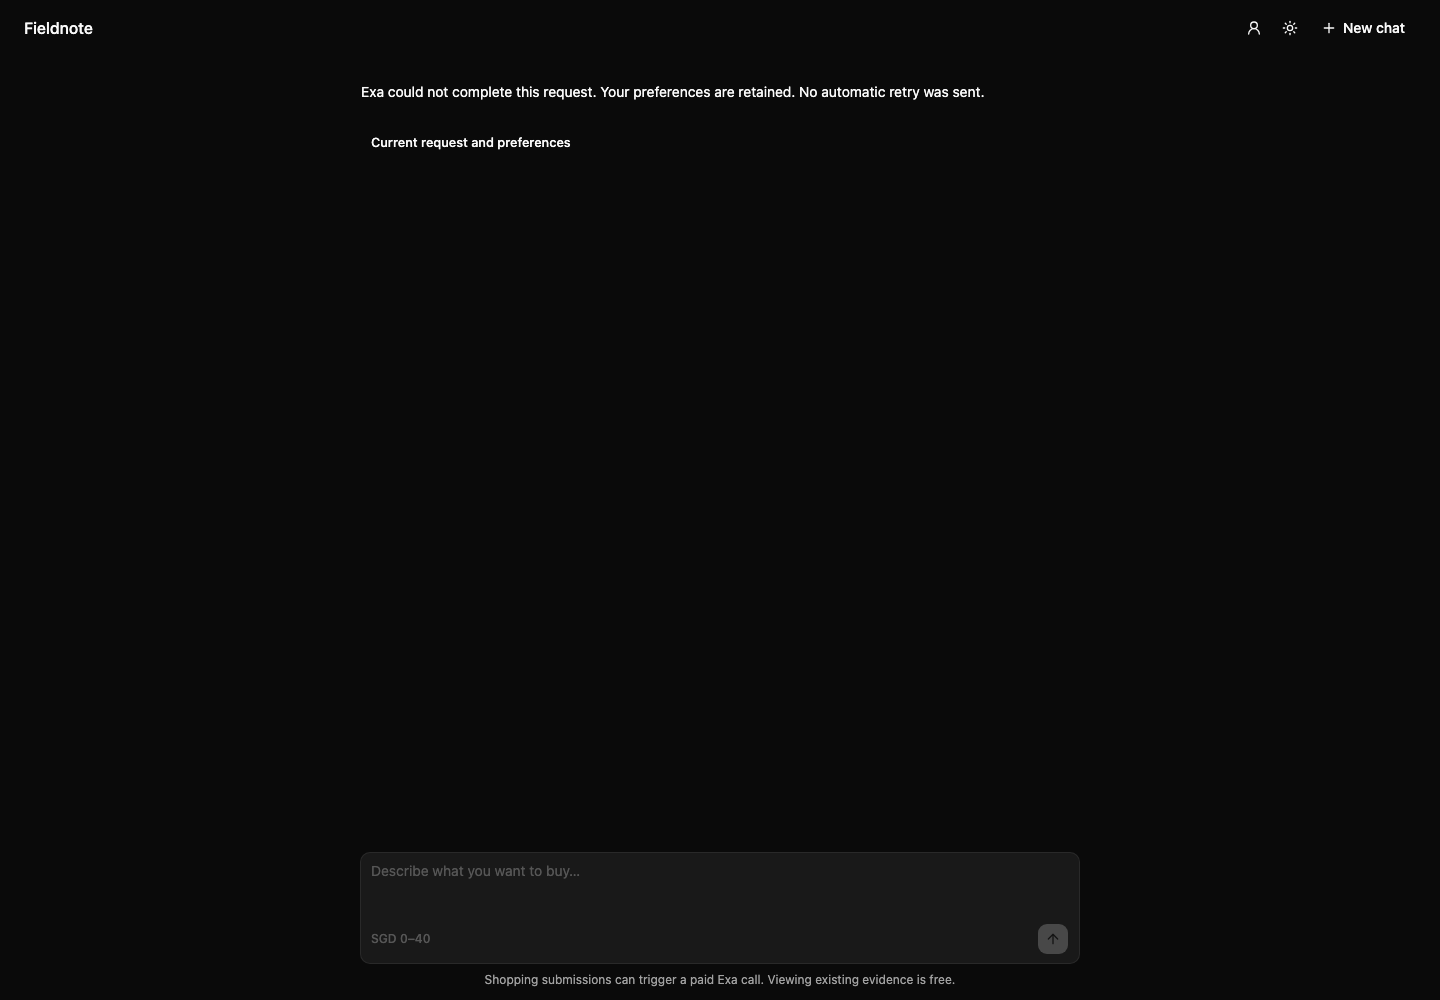 Fieldnote
New chat
Exa could not complete this request. Your preferences are retained. No automatic retry was sent.
Current request and preferences
Describe what you want to buy...
SGD 0–40
Shopping submissions can trigger a paid Exa call. Viewing existing evidence is free.